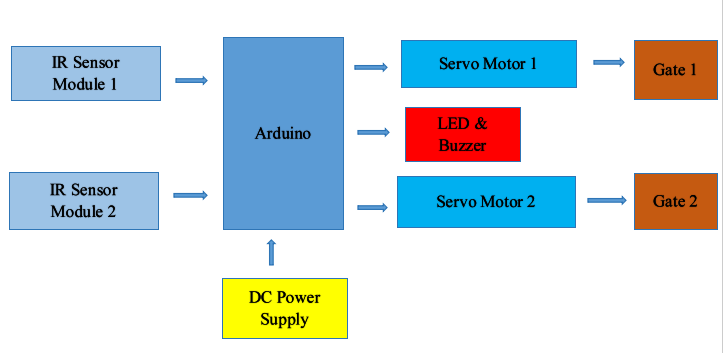 IR Sensor
Module 1
Arduino
Servo Motor 1
Gate 1
LED &
Buzzer
IR Sensor
Module 2
Servo Motor 2
Gate 2
DC Power
Supply